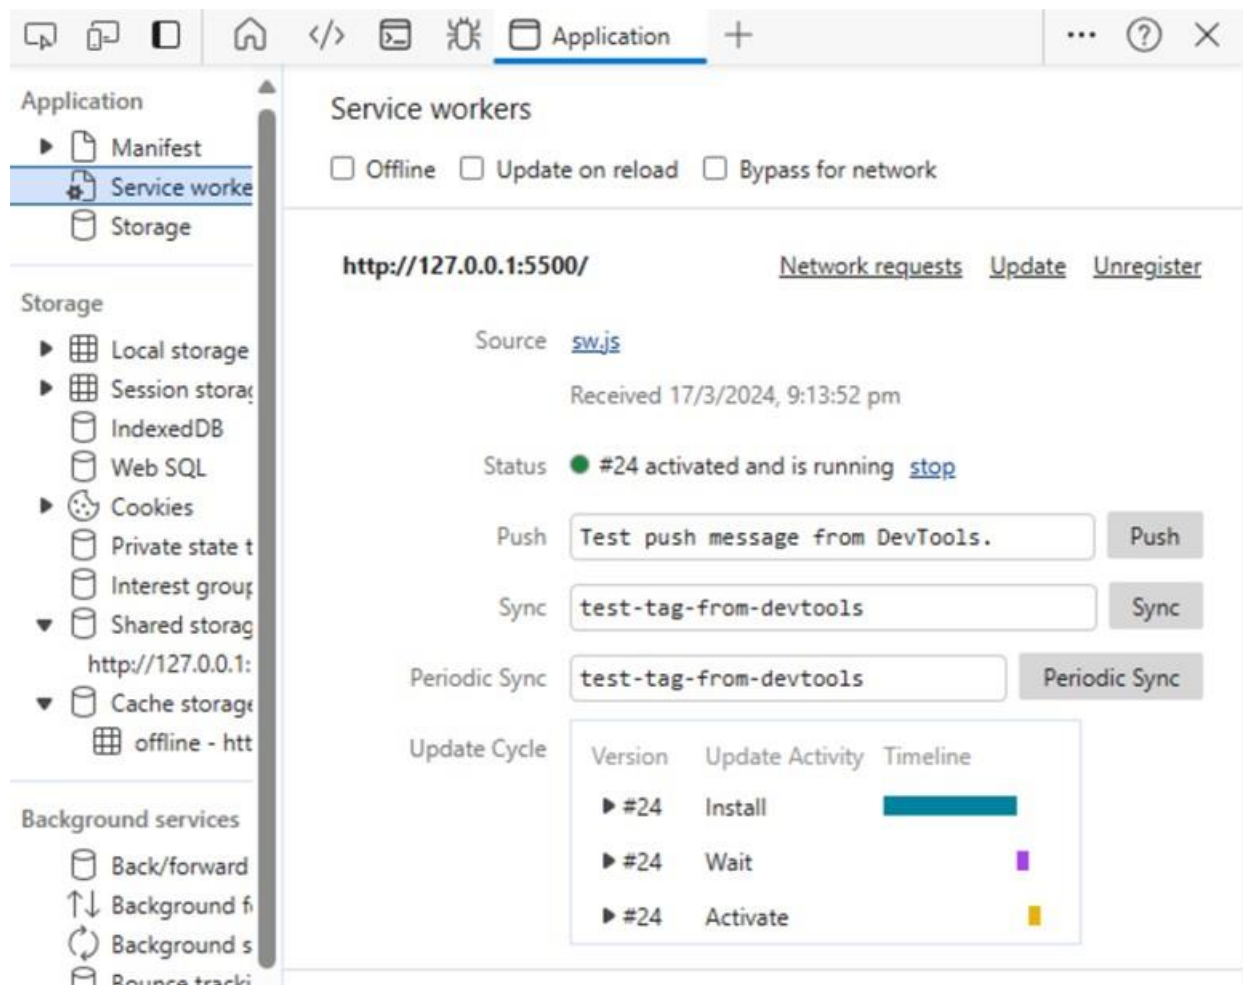 Application
Application
Manifest
Service worke
Storage
Storage
Local storage
Session storag
IndexedDB
Web SQL
Cookies
Private state t
Interest group
Shared storag
http://127.0.0.1:
Cache storage
offline - htt
Background services
Back/forward
Background f
Background s
Bounce tracki
Service workers
Offline Update on reload Bypass for network
http://127.0.0.1:5500/ Network requests Update Unregister
Source sw.js
Received 17/3/2024, 9:13:52 pm
Status #24 activated and is running stop
Push Test push message from DevTools. Push
Sync test-tag-from-devtools Sync
Periodic Sync test-tag-from-devtools Periodic Sync
Update Cycle
Version Update Activity Timeline
#24 Install
#24 Wait
#24 Activate